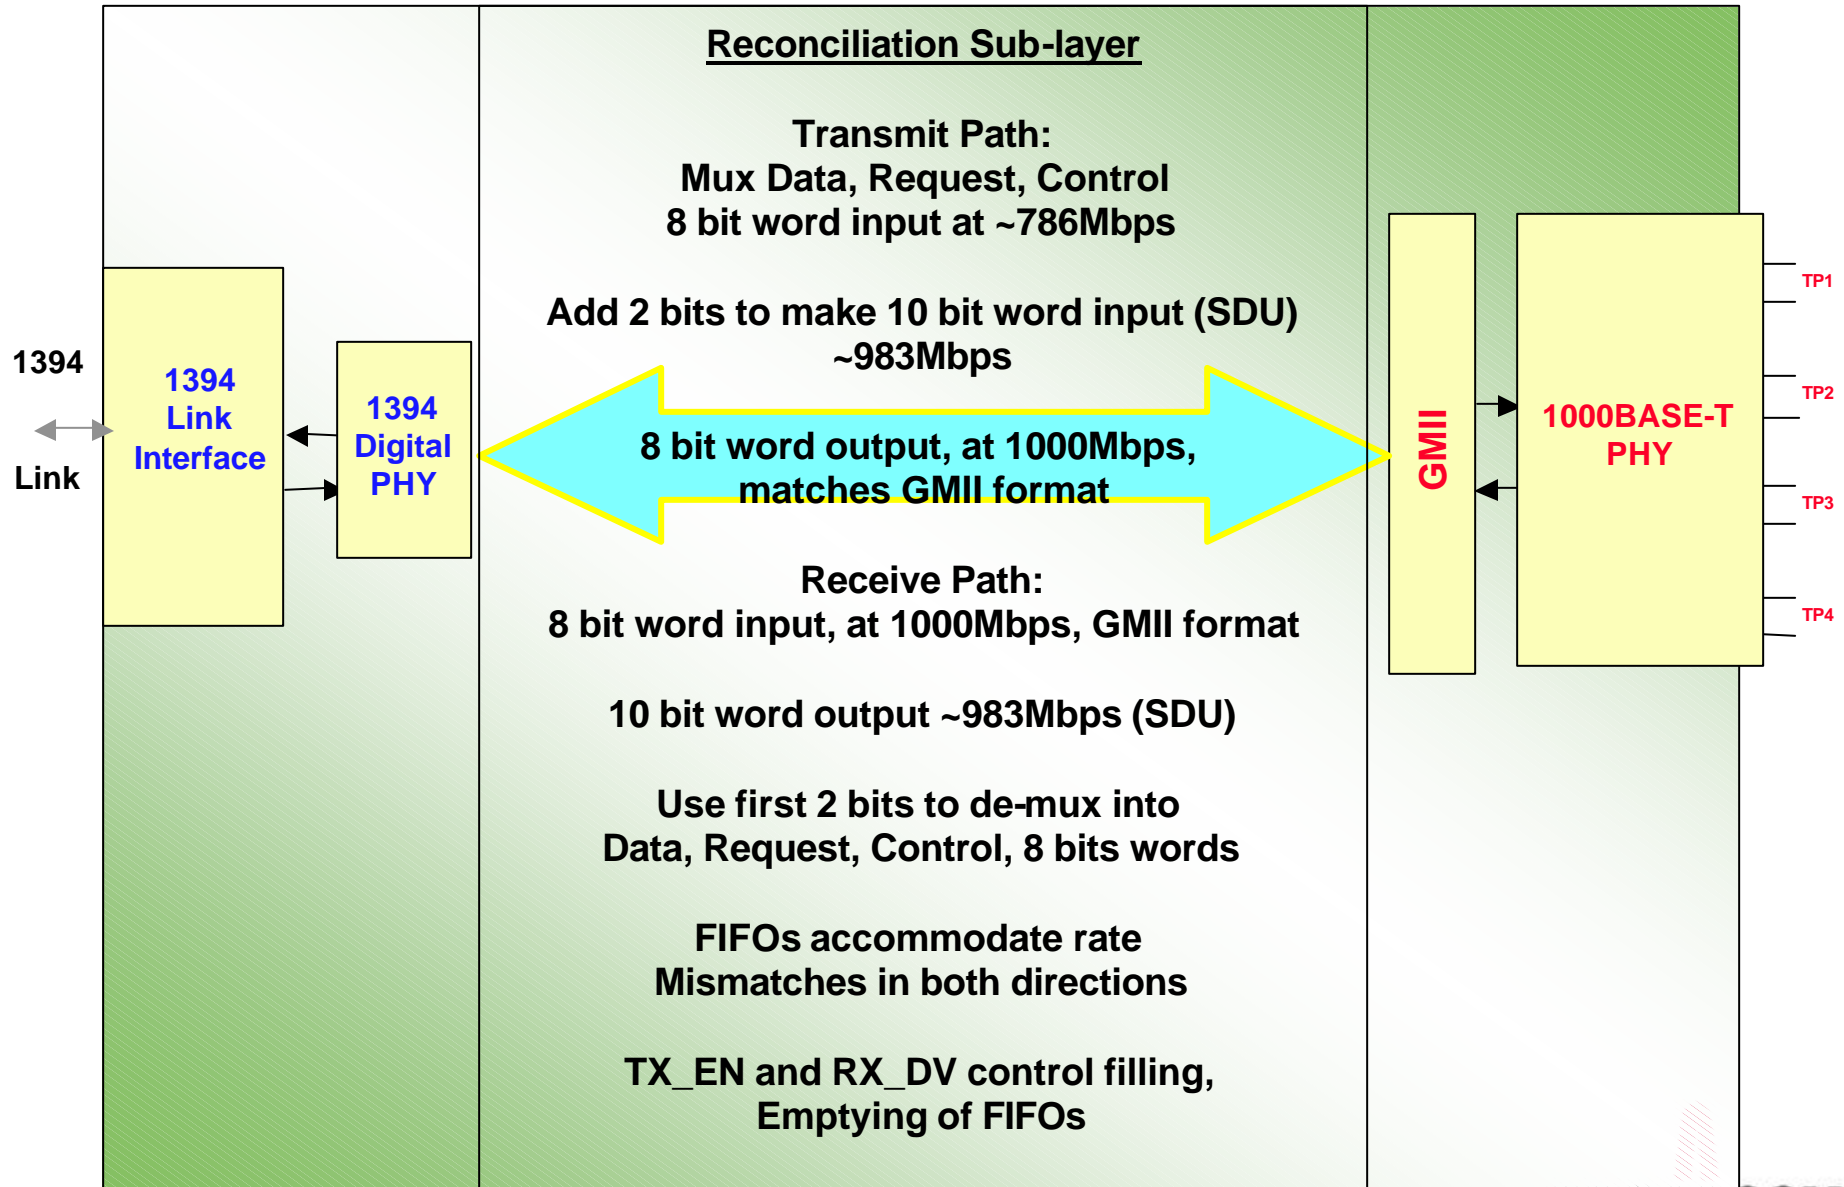 Reconciliation Sub-layer
Transmit Path:
Mux Data, Request, Control
8 bit word input at ~786Mbps
Add 2 bits to make 10 bit word input (SDU)
~983Mbps
1394
Link
1394
Link
Interface
1394
Digital
PHY
8 bit word output, at 1000Mbps,
matches GMII format
GMII
1000BASE-T
PHY
TP1
TP2
TP3
TP4
Receive Path:
8 bit word input, at 1000Mbps, GMII format
10 bit word output ~983Mbps (SDU)
Use first 2 bits to de-mux into
Data, Request, Control, 8 bits words
FIFOs accommodate rate
Mismatches in both directions
TX_EN and RX_DV control filling,
Emptying of FIFOs